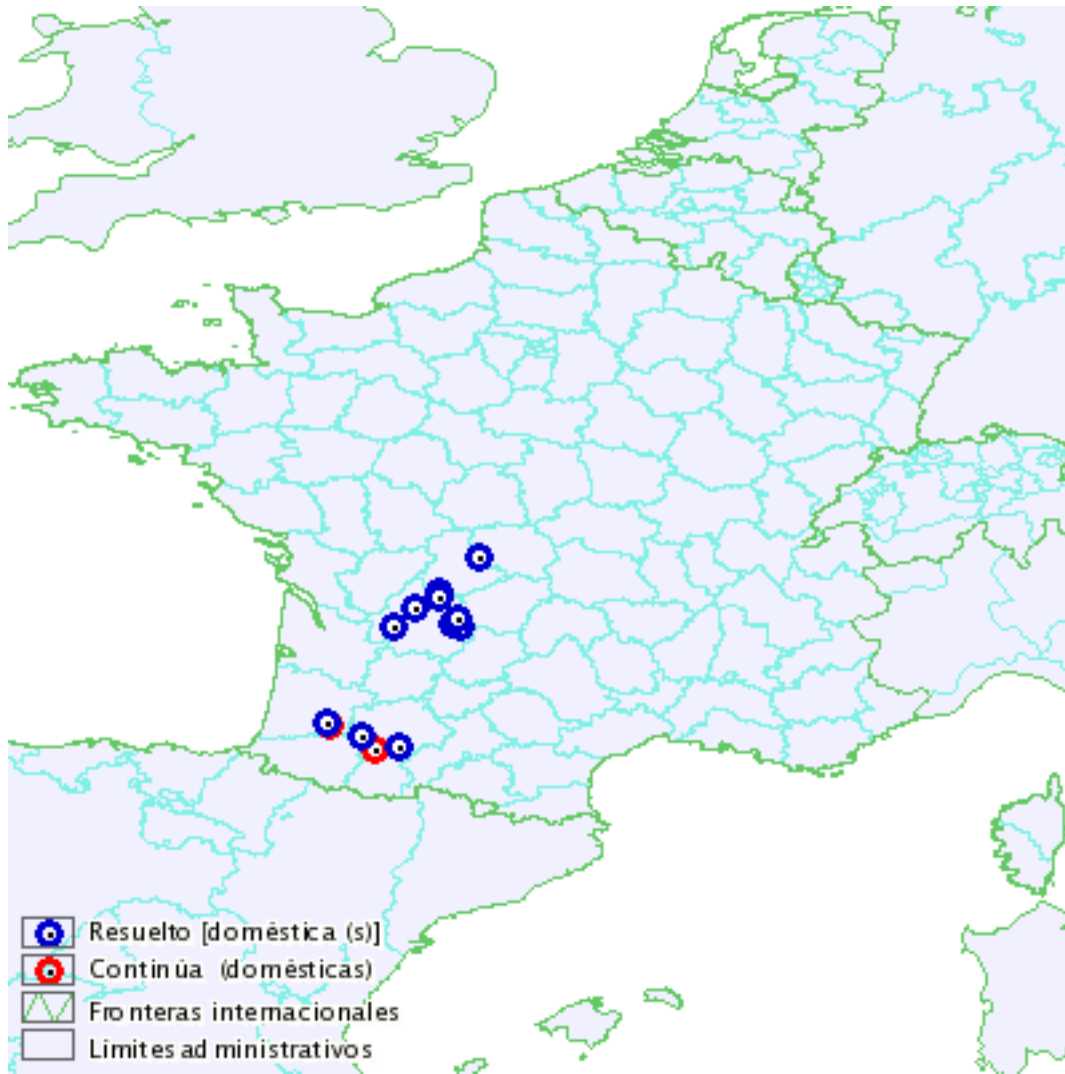 Resuelto [doméstica (s)]
Continúa (domésticas)
Fronteras internacionales
Límites administrativos